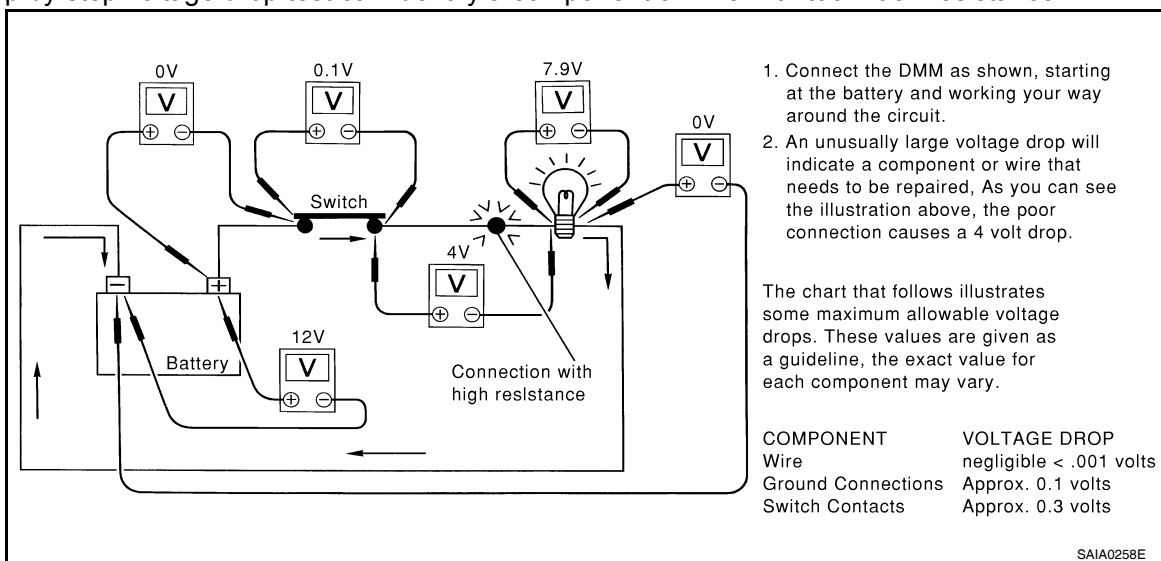 0V
0.1V
7.9V
0V
V
V
V
V
+ −
+ −
+ −
+ −
Switch
4V
V
+ −
− +
Battery
12V
V
+ −
Connection with
high resIstance
1. Connect the DMM as shown, starting
at the battery and working your way
around the circuit.
2. An unusually large voltage drop will
indicate a component or wire that
needs to be repaired, As you can see
the illustration above, the poor
connection causes a 4 volt drop.
The chart that follows illustrates
some maximum allowable voltage
drops. These values are given as
a guideline, the exact value for
each component may vary.
COMPONENT VOLTAGE DROP
Wire negligible < .001 volts
Ground Connections Approx. 0.1 volts
Switch Contacts Approx. 0.3 volts
SAIA0258E